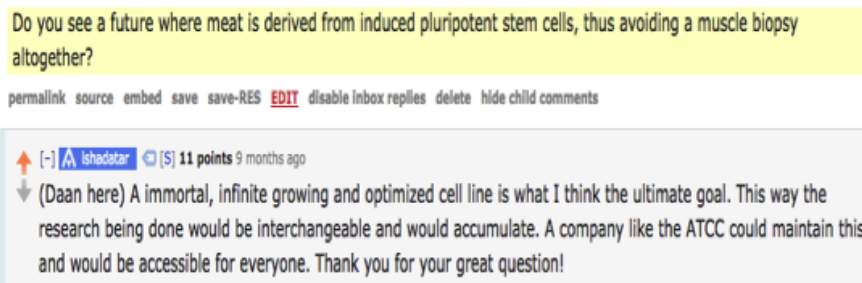 Do you see a future where meat is derived from induced pluripotent stem cells, thus avoiding a muscle biopsy
altogether?
permalink source embed save save-RES EDIT disable inbox replies delete hide child comments
[-] Ishadatar [S] 11 points 9 months ago
(Daan here) A immortal, infinite growing and optimized cell line is what I think the ultimate goal. This way the
research being done would be interchangeable and would accumulate. A company like the ATCC could maintain this
and would be accessible for everyone. Thank you for your great question!